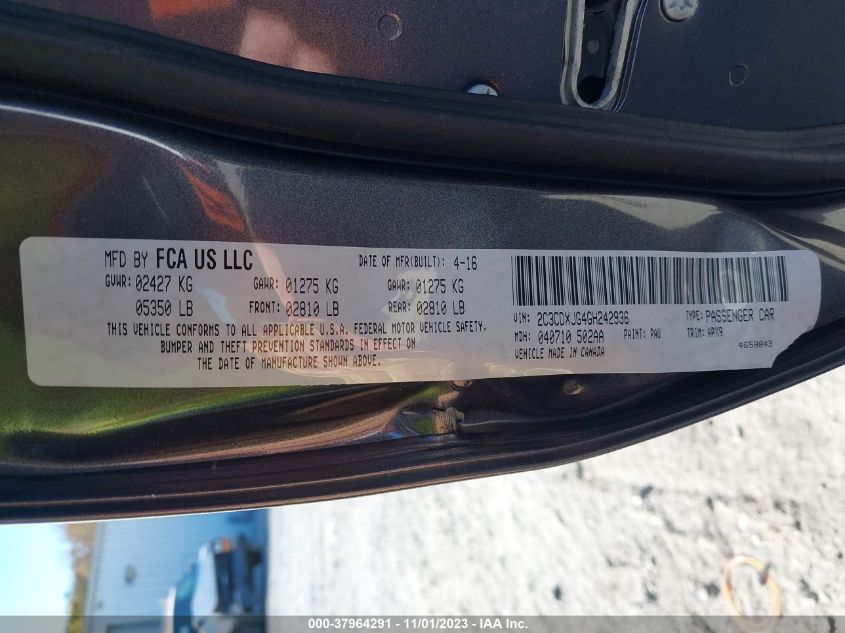 MFD BY FCA US LLC DATE OF MFR(BUILT): 4-16
GVWR: 02427 KG GAWR: 01275 KG GAWR: 01275 KG
05350 LB FRONT: 02810 LB REAR: 02810 LB
THIS VEHICLE CONFORMS TO ALL APPLICABLE U.S.A. FEDERAL MOTOR VEHICLE SAFETY,
BUMPER AND THEFT PREVENTION STANDARDS IN EFFECT ON
THE DATE OF MANUFACTURE SHOWN ABOVE.
VIN: 2C3CDXJG4GH242936 TYPE: PASSENGER CAR
MDH: 040710 502AA PAINT: PAU TRIM: APX9
VEHICLE MADE IN CANADA 4658843
000-37964291 - 11/01/2023 - IAA Inc.